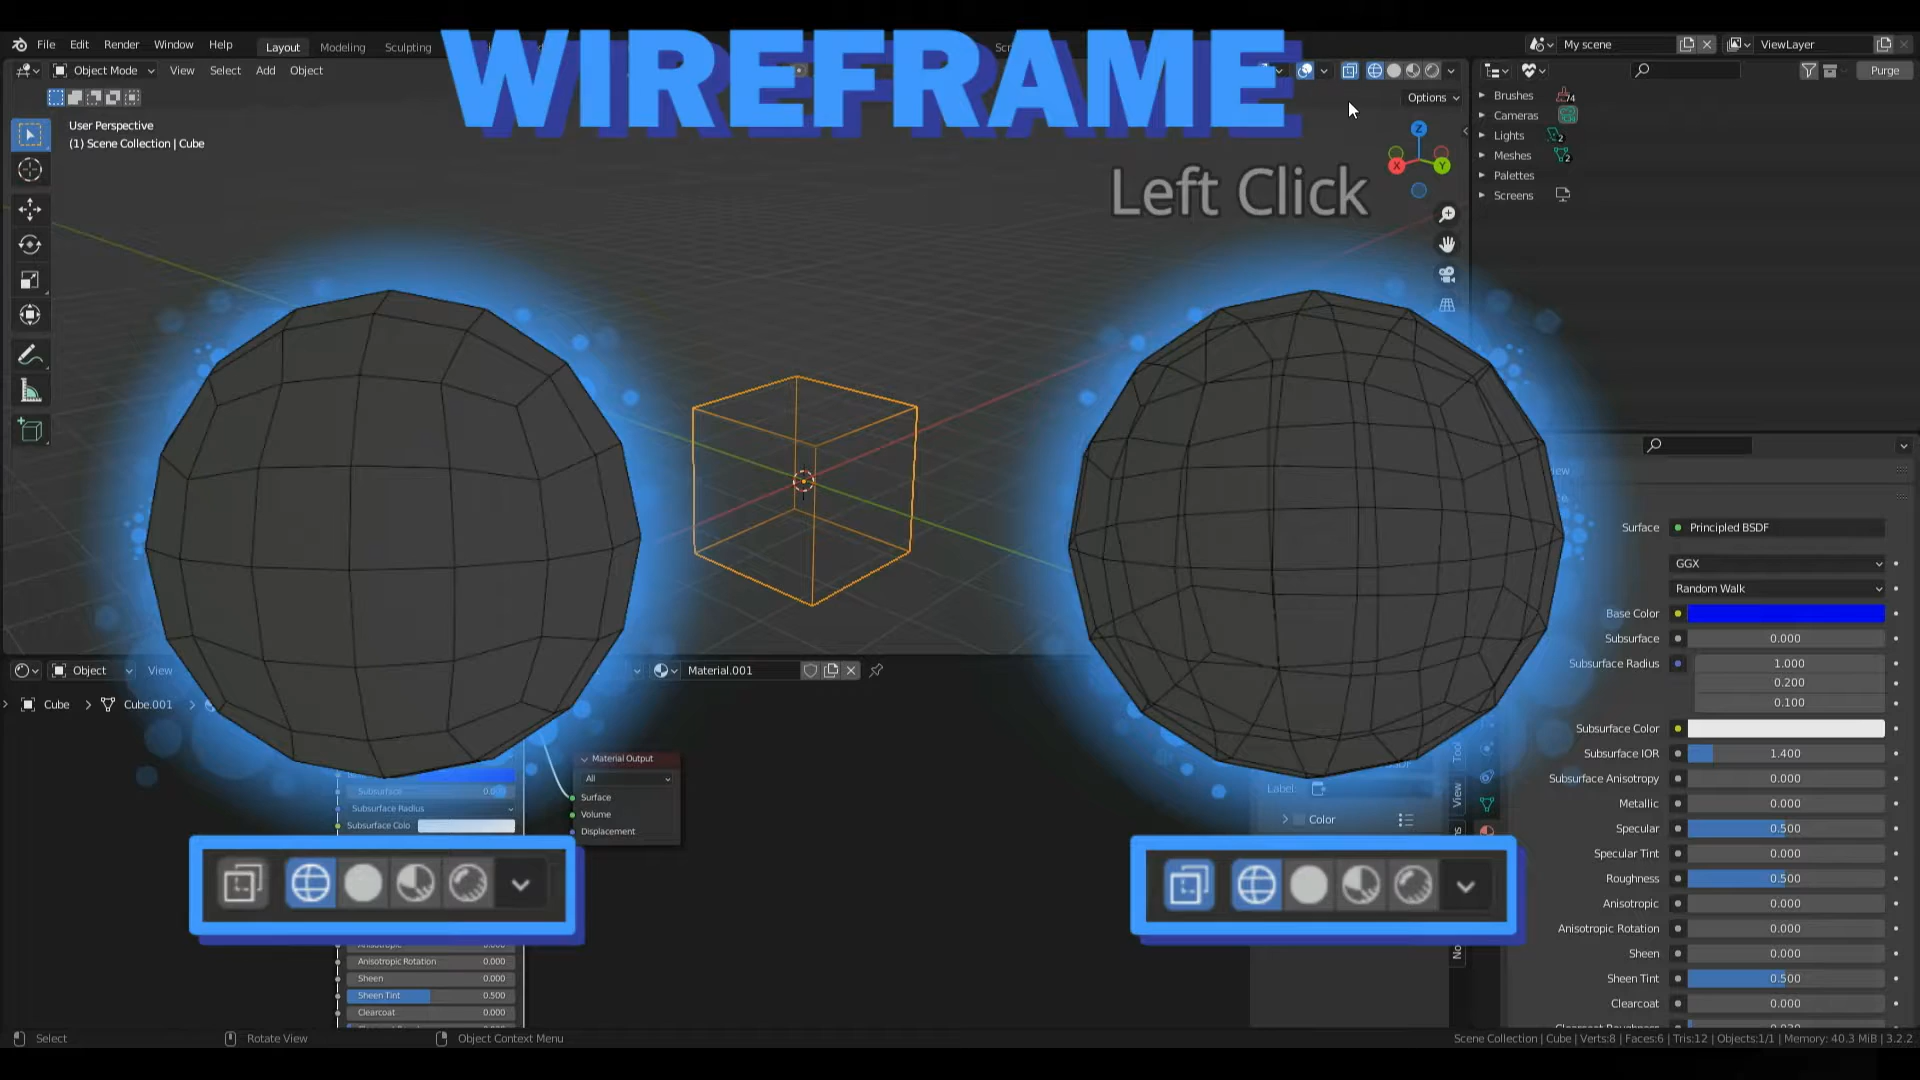 WIREFRAME
File Edit Render Window Help Layout Modeling Sculpting
My scene ViewLayer
Object Mode View Select Add Object
Purge
Options
User Perspective
(1) Scene Collection | Cube
Z
X
Y
Left Click
Brushes 74
Cameras
Lights 2
Meshes 2
Palettes
Screens
Surface Principled BSDF
GGX
Random Walk
Base Color
Subsurface 0.000
Subsurface Radius 1.000
0.200
0.100
Subsurface Color
Subsurface IOR 1.400
Subsurface Anisotropy 0.000
Metallic 0.000
Specular 0.500
Specular Tint 0.000
Roughness 0.500
Anisotropic 0.000
Anisotropic Rotation 0.000
Sheen 0.000
Sheen Tint 0.500
Clearcoat 0.000
Object View Material.001
Cube Cube.001
Material Output
All
Surface
Volume
Displacement
Subsurface
Subsurface Radius
Subsurface Colo
Anisotropic Rotation 0.000
Sheen 0.000
Sheen Tint 0.500
Clearcoat 0.000
Tool
View
Label:
Color
Select Rotate View Object Context Menu
Scene Collection | Cube | Verts:8 | Faces:6 | Tris:12 | Objects:1/1 | Memory: 40.3 MiB | 3.2.2